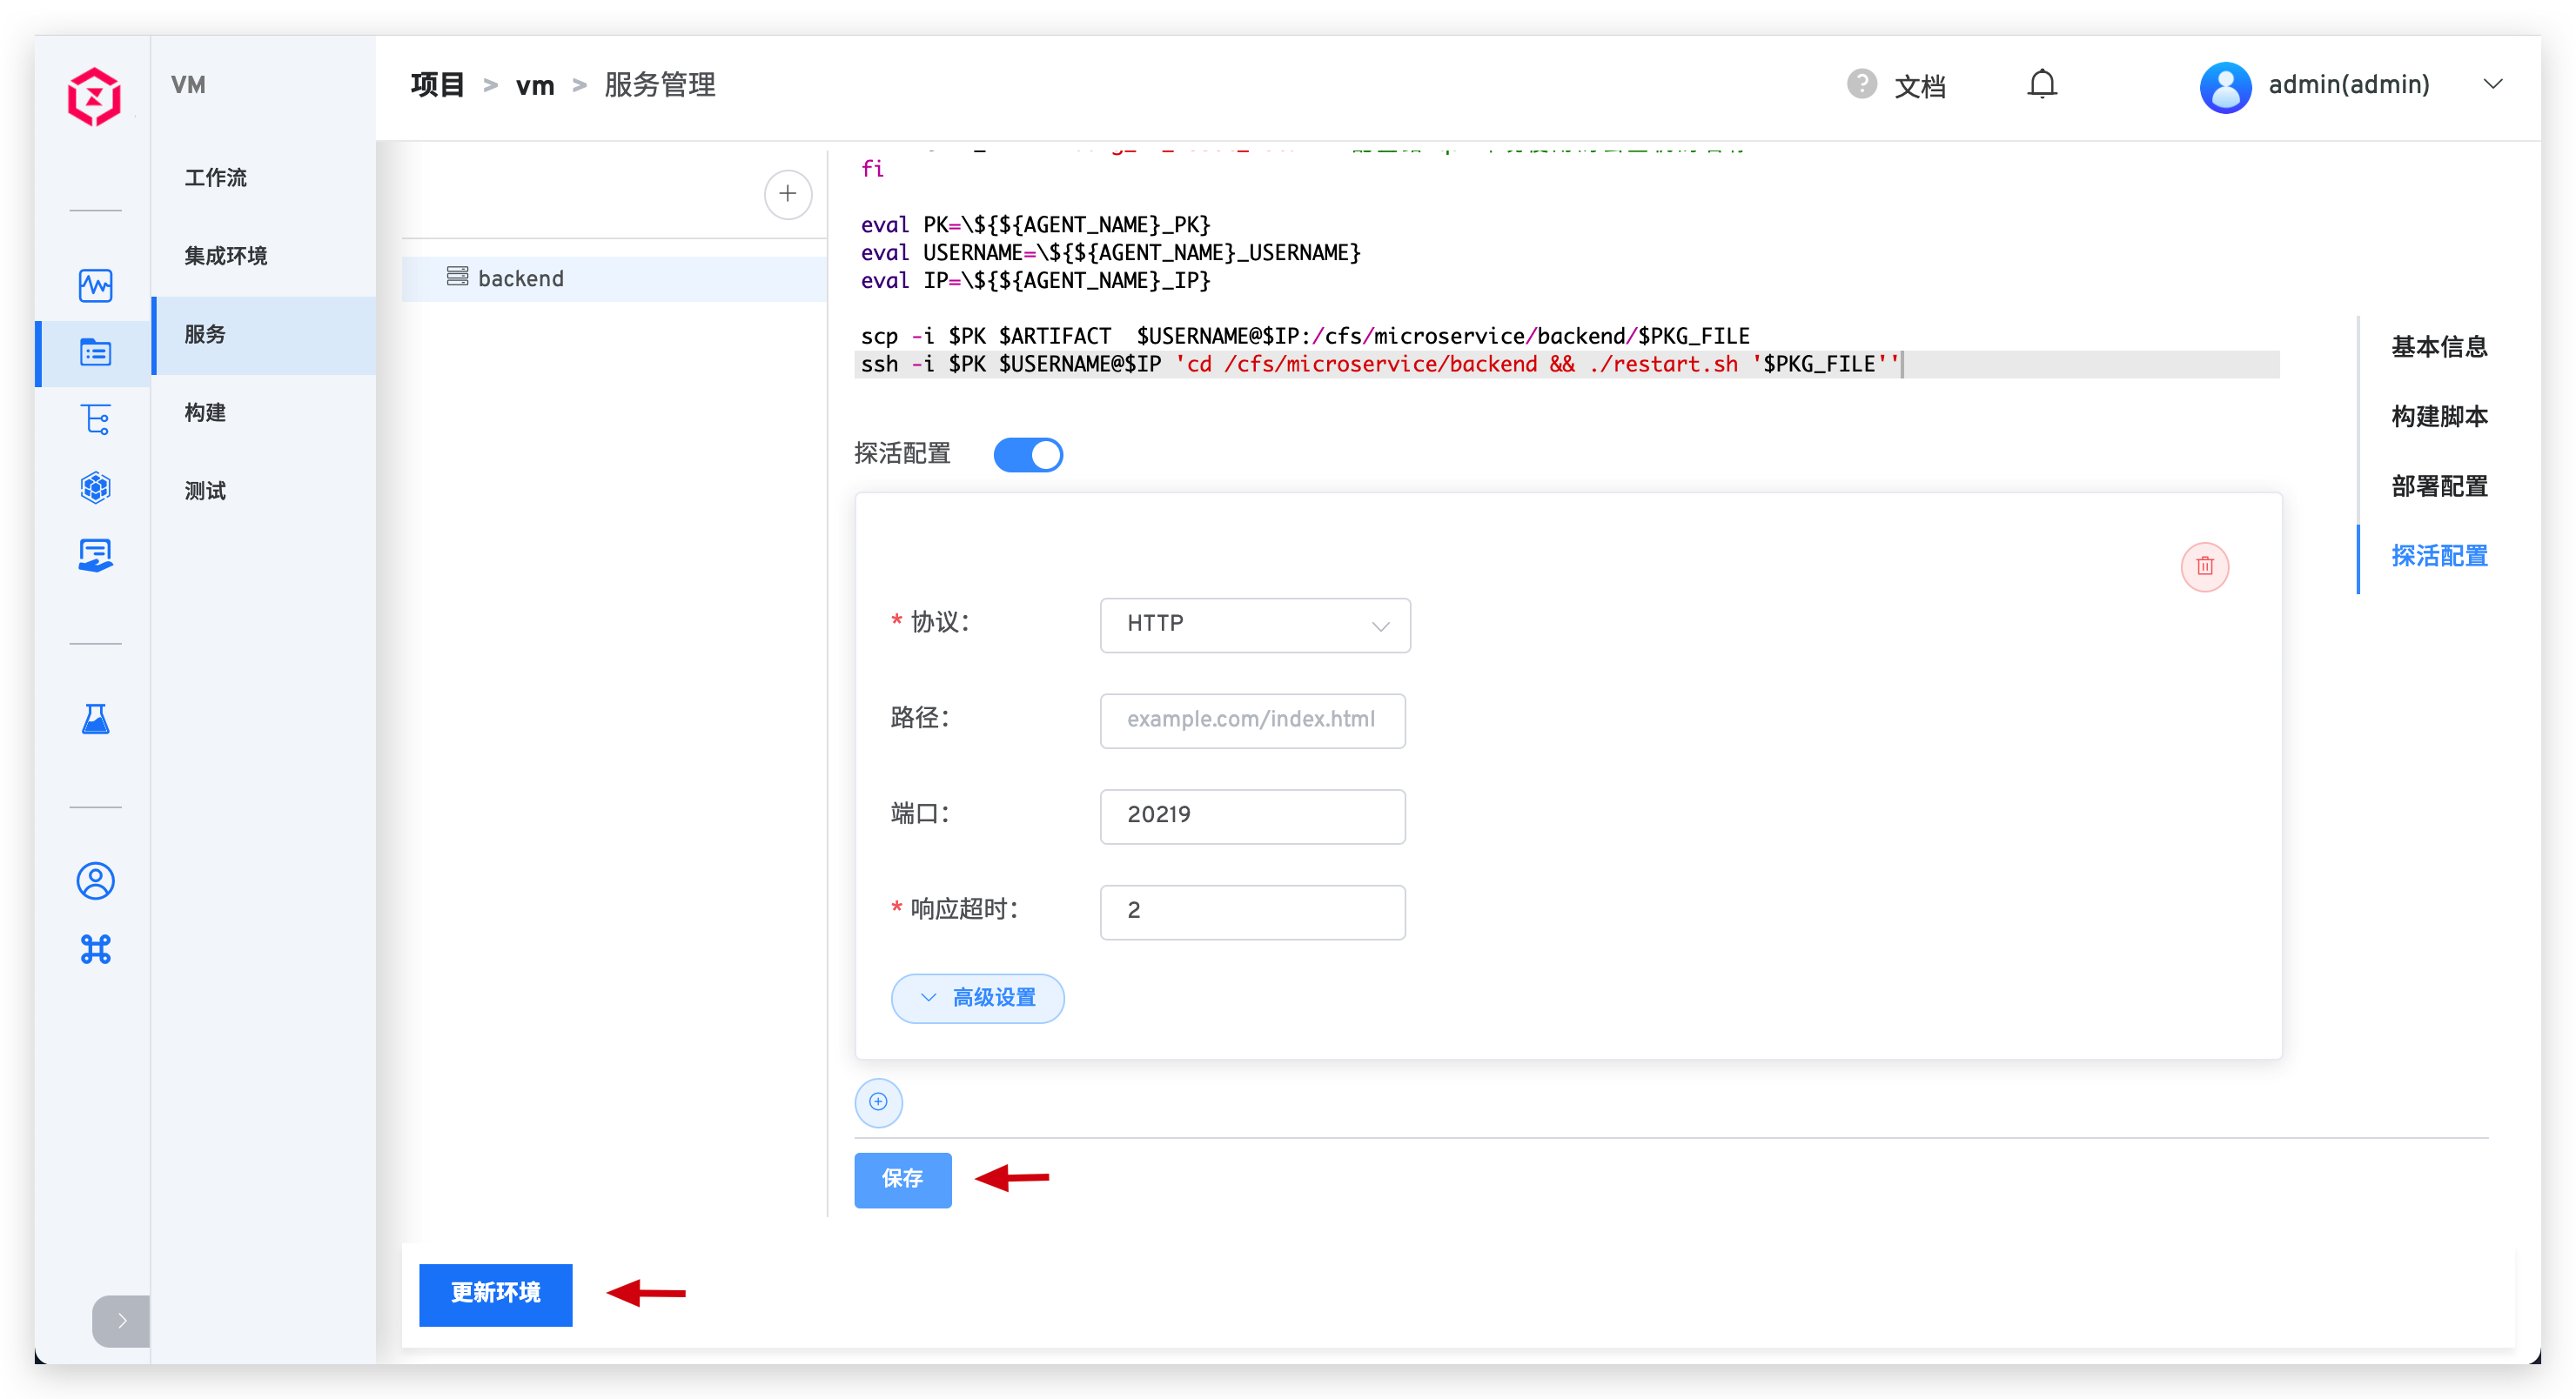 VM
项目 > vm > 服务管理
? 文档
admin(admin)
工作流
集成环境
服务
构建
测试
backend
fi
eval PK=\${${AGENT_NAME}_PK}
eval USERNAME=\${${AGENT_NAME}_USERNAME}
eval IP=\${${AGENT_NAME}_IP}
scp -i $PK $ARTIFACT  $USERNAME@$IP:/cfs/microservice/backend/$PKG_FILE
ssh -i $PK $USERNAME@$IP 'cd /cfs/microservice/backend && ./restart.sh '$PKG_FILE''
探活配置
* 协议：
HTTP
路径：
example.com/index.html
端口：
20219
* 响应超时：
2
高级设置
保存
更新环境
基本信息
构建脚本
部署配置
探活配置